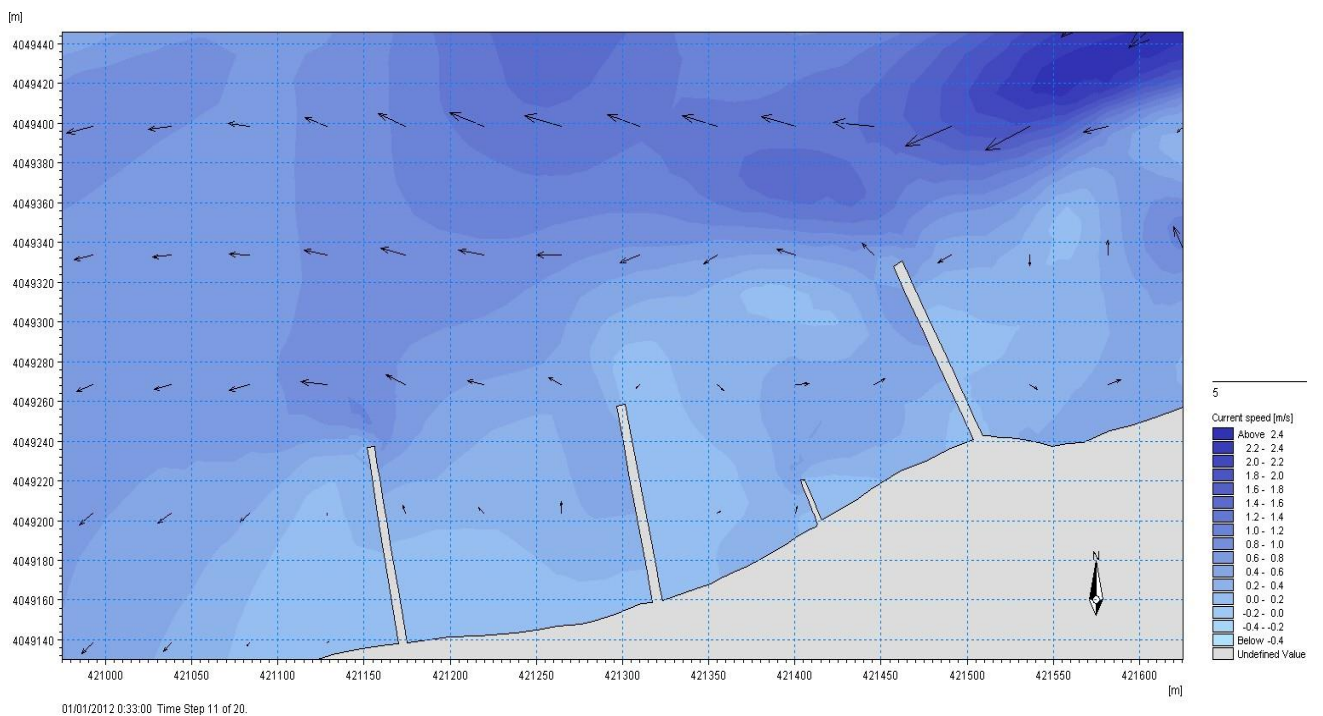 [m]
4049440
4049420
4049400
4049380
4049360
4049340
4049320
4049300
4049280
4049260
4049240
4049220
4049200
4049180
4049160
4049140
421000 421050 421100 421150 421200 421250 421300 421350 421400 421450 421500 421550 421600
[m]
N
5
Current speed [m/s]
Above 2.4
2.2 - 2.4
2.0 - 2.2
1.8 - 2.0
1.6 - 1.8
1.4 - 1.6
1.2 - 1.4
1.0 - 1.2
0.8 - 1.0
0.6 - 0.8
0.4 - 0.6
0.2 - 0.4
0.0 - 0.2
-0.2 - 0.0
-0.4 - -0.2
Below -0.4
Undefined Value
01/01/2012 0:33:00 Time Step 11 of 20.